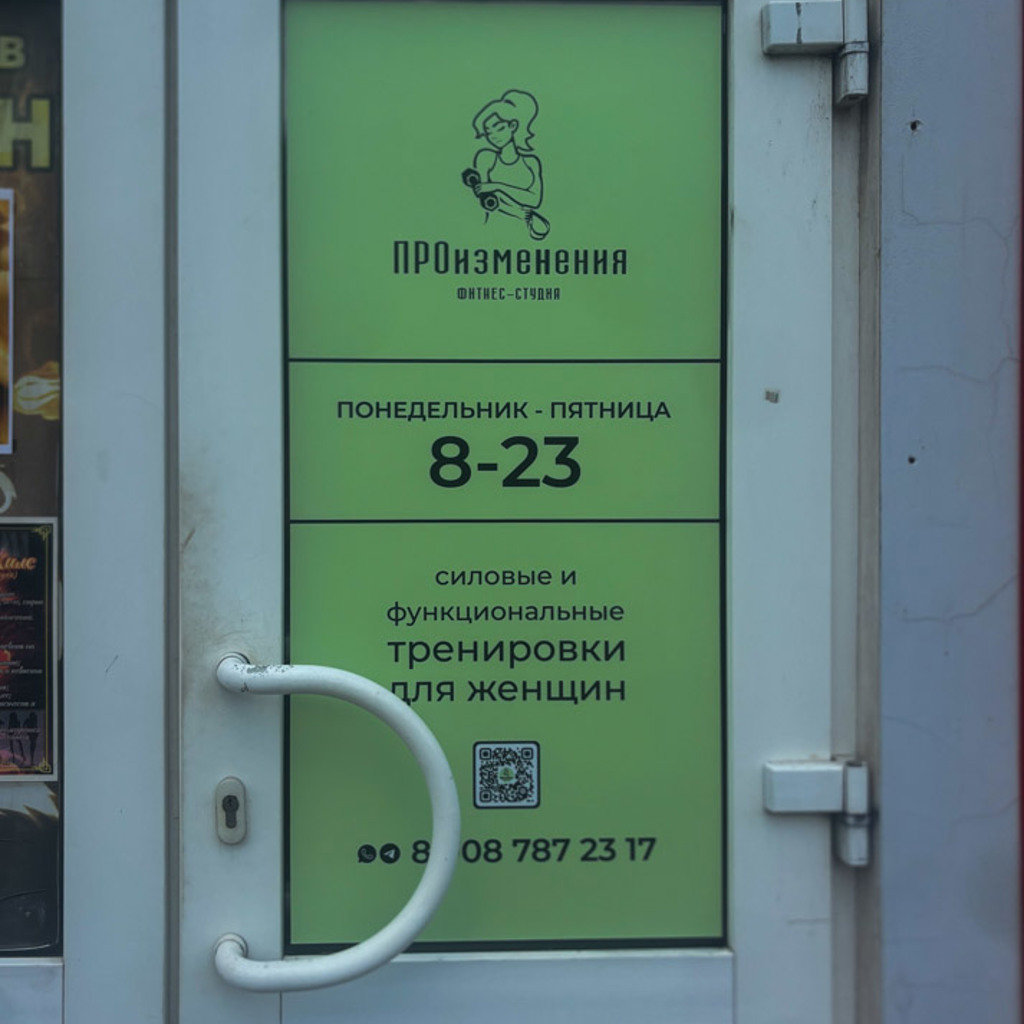 ПРОизменения
ФИТНЕС-СТУДИЯ
ПОНЕДЕЛЬНИК - ПЯТНИЦА
8-23
силовые и
функциональные
тренировки
для женщин
08 787 23 17